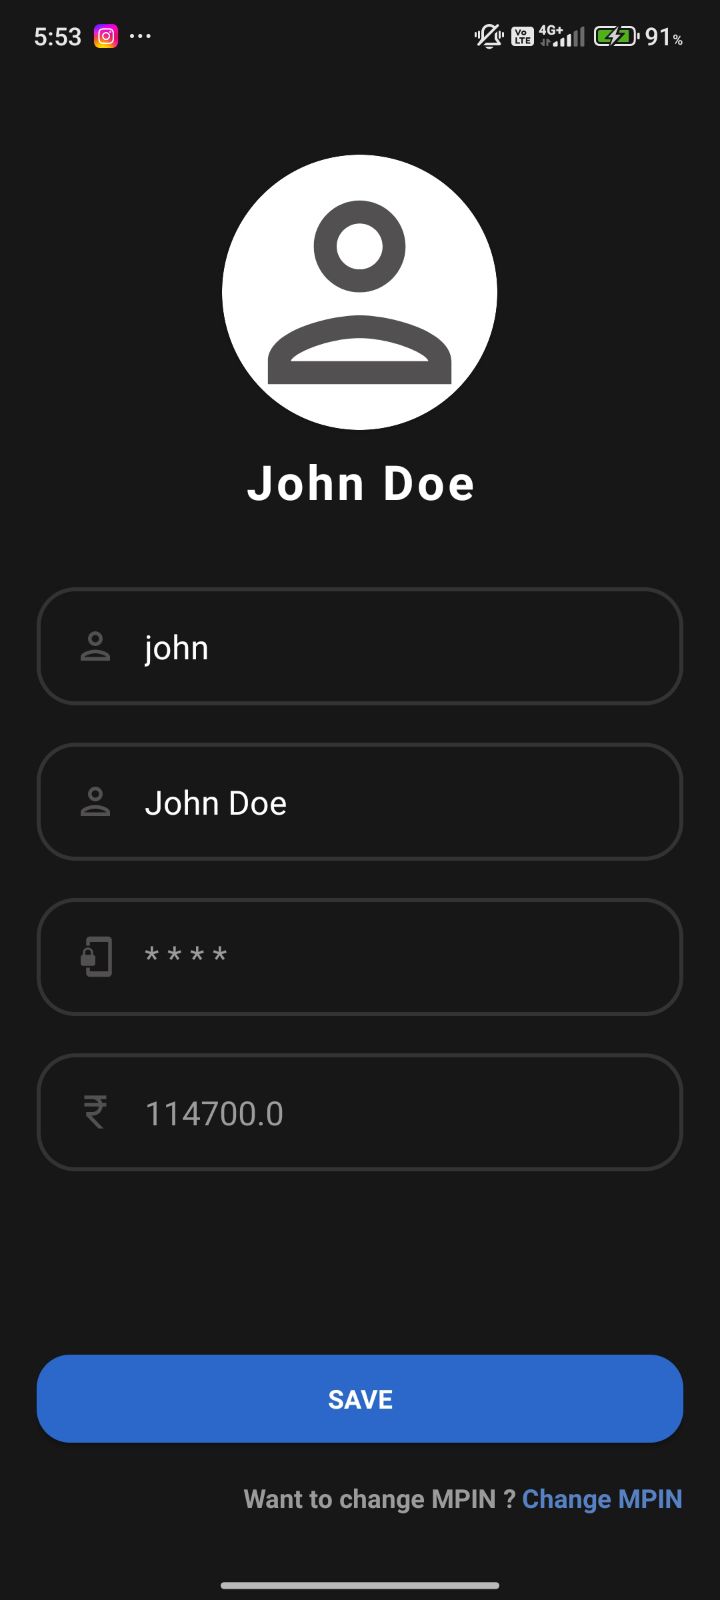 5:53 ... Vo LTE 4G+ 91%
John Doe
john
John Doe
* * * *
₹ 114700.0
SAVE
Want to change MPIN ? Change MPIN